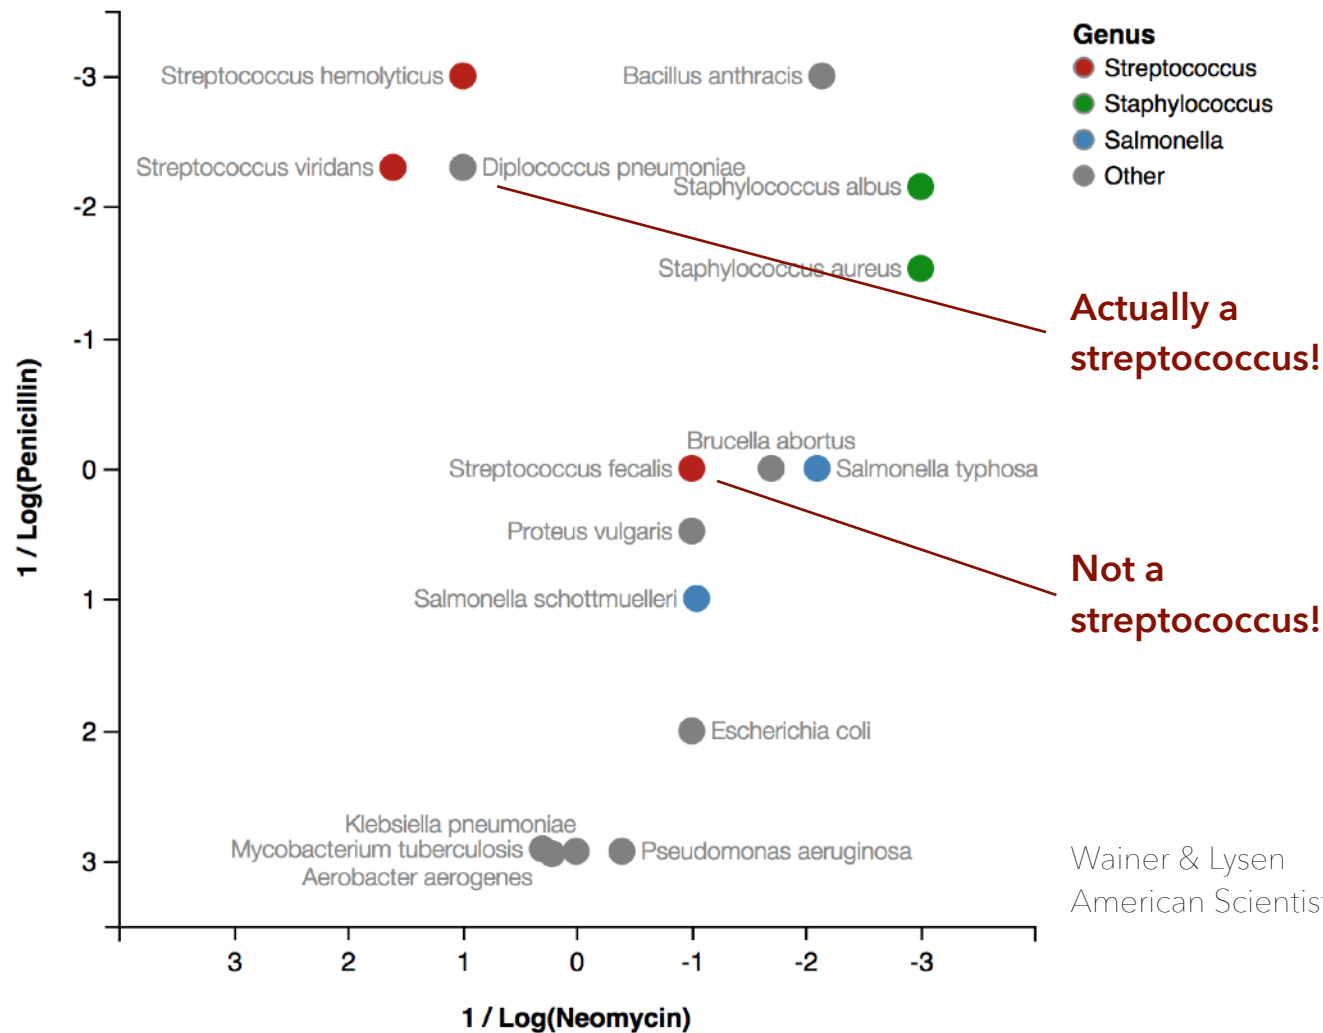 Genus
Streptococcus
Staphylococcus
Salmonella
Other
-3
Streptococcus hemolyticus
Bacillus anthracis
Streptococcus viridans
Diplococcus pneumoniae
-2
Staphylococcus albus
Staphylococcus aureus
Actually a
streptococcus!
-1
1 / Log(Penicillin)
Brucella abortus
0
Streptococcus fecalis
Salmonella typhosa
Proteus vulgaris
Not a
streptococcus!
1
Salmonella schottmuelleri
2
Escherichia coli
Klebsiella pneumoniae
3
Mycobacterium tuberculosis
Pseudomonas aeruginosa
Aerobacter aerogenes
Wainer & Lysen
American Scientis
3 2 1 0 -1 -2 -3
1 / Log(Neomycin)